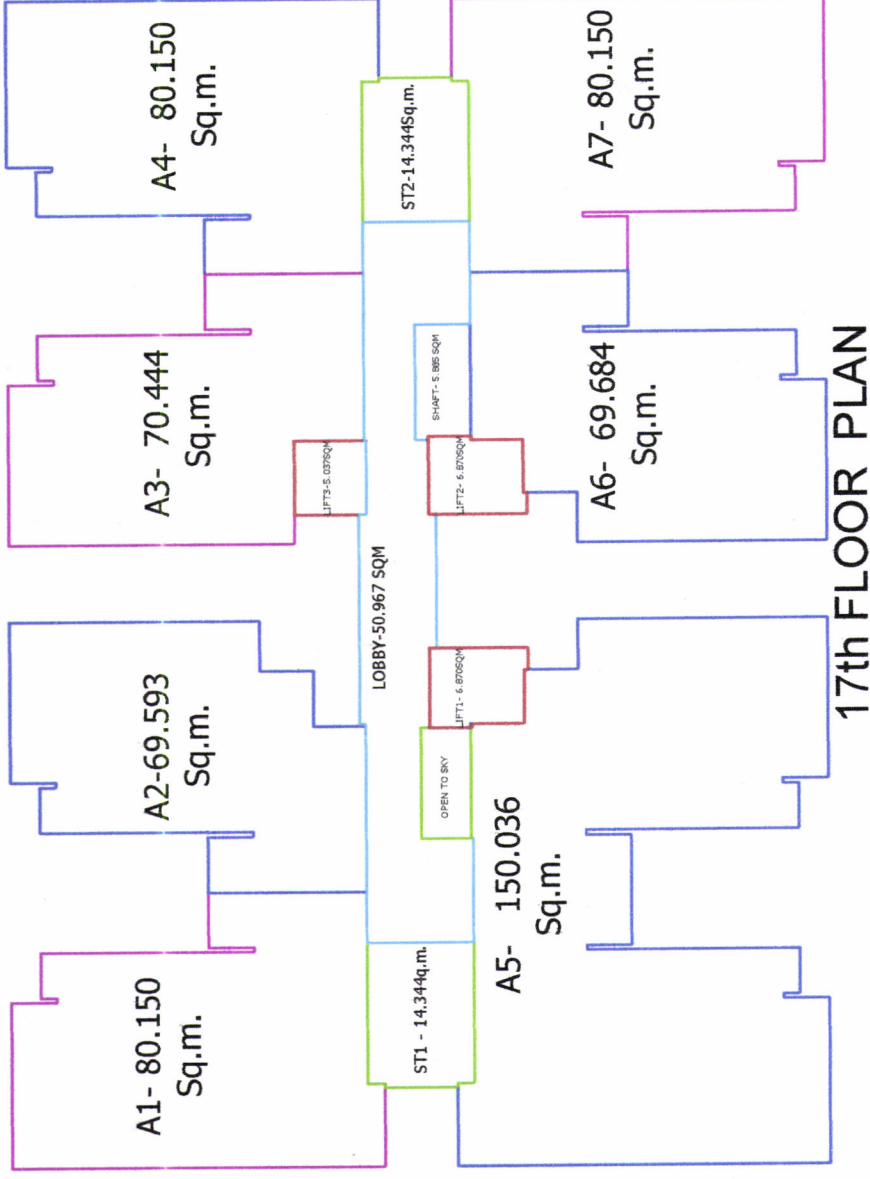 A1- 80.150
Sq.m.
A2-69.593
Sq.m.
A3- 70.444
Sq.m.
A4- 80.150
Sq.m.
LIFT3-5.037SQM
LOBBY-50.967 SQM
ST1 - 14.344q.m.
OPEN TO SKY
LIFT1- 6.870SQM
LIFT2- 6.870SQM
SHAFT- 5.885 SQM
ST2-14.344Sq.m.
A5- 150.036
Sq.m.
A6- 69.684
Sq.m.
A7- 80.150
Sq.m.
17th FLOOR PLAN